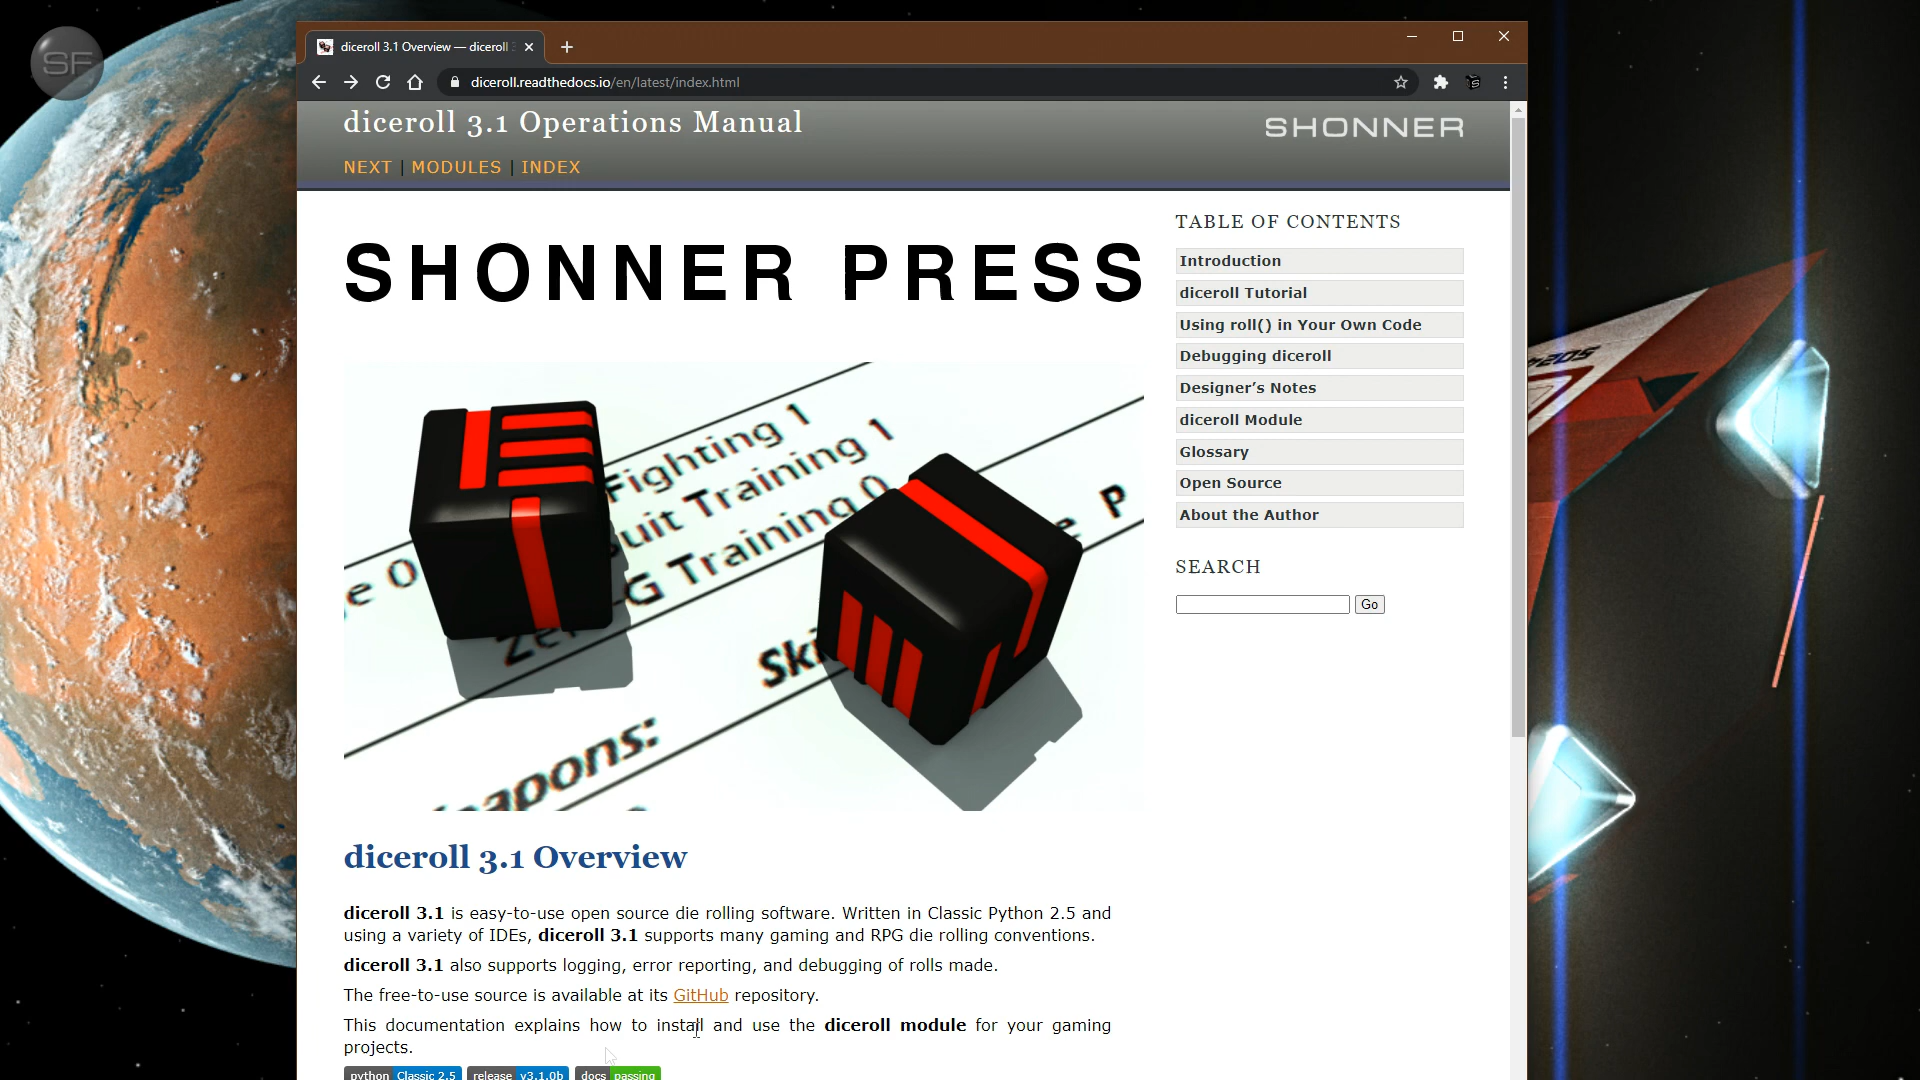 SF
diceroll 3.1 Overview — diceroll
diceroll.readthedocs.io/en/latest/index.html
diceroll 3.1 Operations Manual
SHONNER
NEXT | MODULES | INDEX
SHONNER PRESS
TABLE OF CONTENTS
Introduction
diceroll Tutorial
Using roll() in Your Own Code
Debugging diceroll
Designer’s Notes
diceroll Module
Glossary
Open Source
About the Author
SEARCH
Go
Fighting 1
uit Training 1
G Training 0
e 0
Ze
e P
Ski
apons:
diceroll 3.1 Overview
diceroll 3.1 is easy-to-use open source die rolling software. Written in Classic Python 2.5 and
using a variety of IDEs, diceroll 3.1 supports many gaming and RPG die rolling conventions.
diceroll 3.1 also supports logging, error reporting, and debugging of rolls made.
The free-to-use source is available at its GitHub repository.
This documentation explains how to install and use the diceroll module for your gaming
projects.
python Classic 2.5 release v3.1.0b docs passing